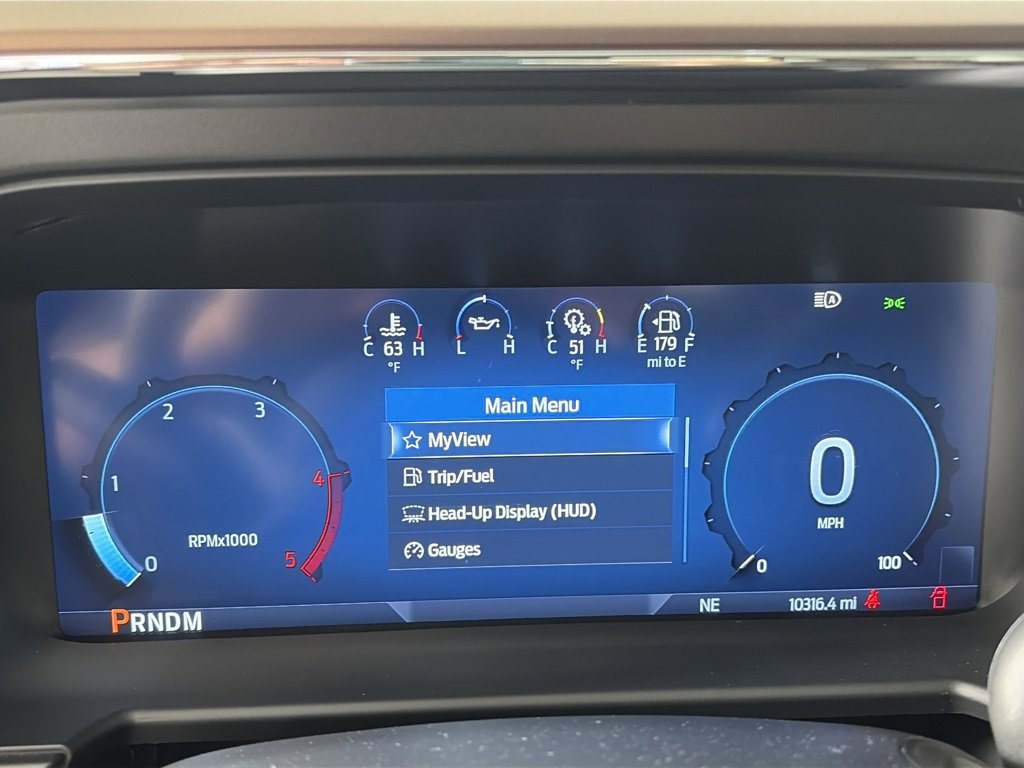 C 63 H
°F
L H
C 51 H
°F
E 179 F
mi to E
A
Main Menu
MyView
Trip/Fuel
Head-Up Display (HUD)
Gauges
0
1
2
3
4
5
RPMx1000
0
MPH
0
100
PRNDM
NE
10316.4 mi